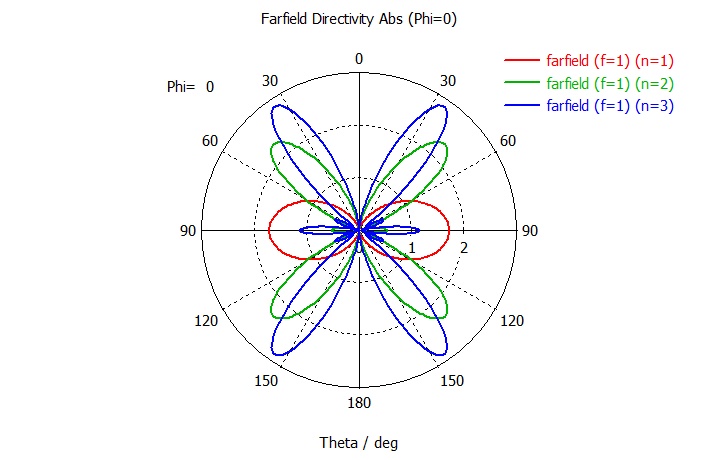 Farfield Directivity Abs (Phi=0)
farfield (f=1) (n=1)
farfield (f=1) (n=2)
farfield (f=1) (n=3)
Phi= 0
0
30
30
60
60
90
0
1
2
90
120
120
150
150
180
Theta / deg